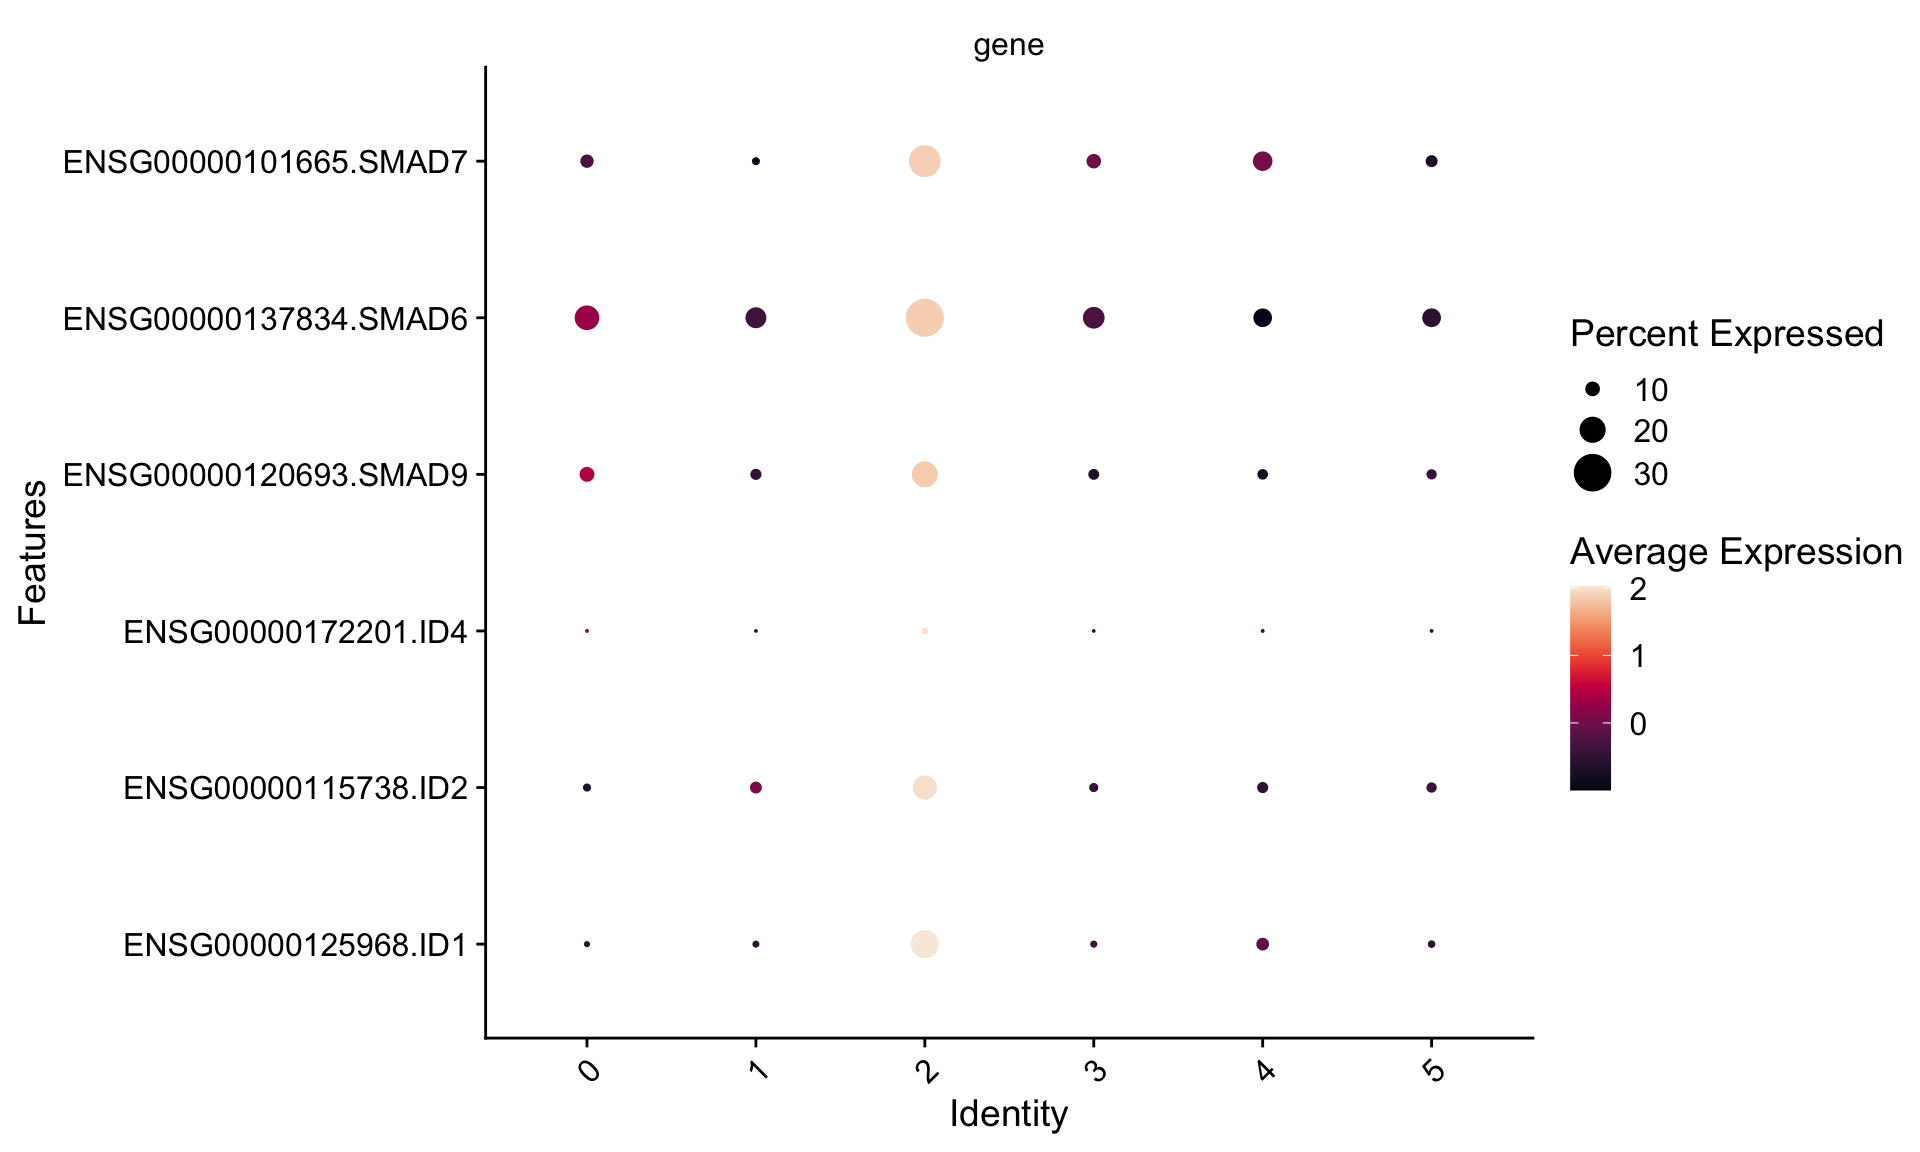 gene
ENSG00000101665.SMAD7
ENSG00000137834.SMAD6
ENSG00000120693.SMAD9
ENSG00000172201.ID4
ENSG00000115738.ID2
ENSG00000125968.ID1
Features
0 1 2 3 4 5
Identity
Percent Expressed
10
20
30
Average Expression
2
1
0